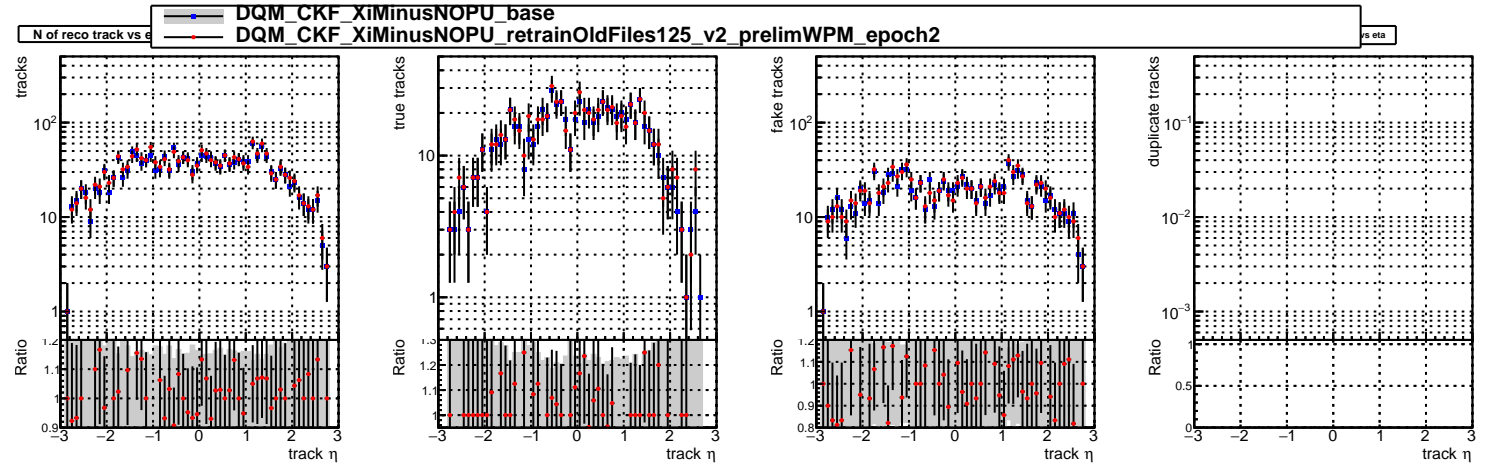 DQM_CKF_XiMinusNOPU_base
DQM_CKF_XiMinusNOPU_retrainOldFiles125_v2_prelimWPM_epoch2
N of reco track vs e
vs eta
tracks
10²
10
1
Ratio
1.2
1.1
1
0.9
−3 −2 −1 0 1 2 3
track η
true tracks
10
1
Ratio
1.3
1.2
1.1
1
−3 −2 −1 0 1 2 3
track η
fake tracks
10²
10
1
Ratio
1.2
1.1
1
0.9
0.8
−3 −2 −1 0 1 2 3
track η
duplicate tracks
10⁻¹
10⁻²
10⁻³
Ratio
1
0.5
0
−3 −2 −1 0 1 2 3
track η